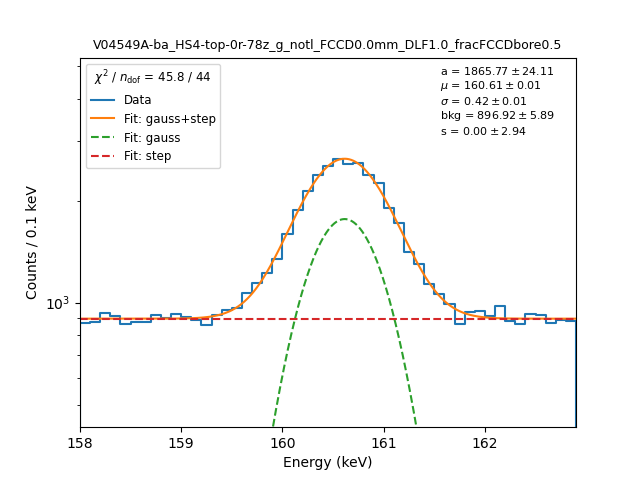 V04549A-ba_HS4-top-0r-78z_g_notl_FCCD0.0mm_DLF1.0_fracFCCDbore0.5
χ² / n_dof = 45.8 / 44
Data
Fit: gauss+step
Fit: gauss
Fit: step
a = 1865.77 ± 24.11
μ = 160.61 ± 0.01
σ = 0.42 ± 0.01
bkg = 896.92 ± 5.89
s = 0.00 ± 2.94
Counts / 0.1 keV
10³
158 159 160 161 162
Energy (keV)